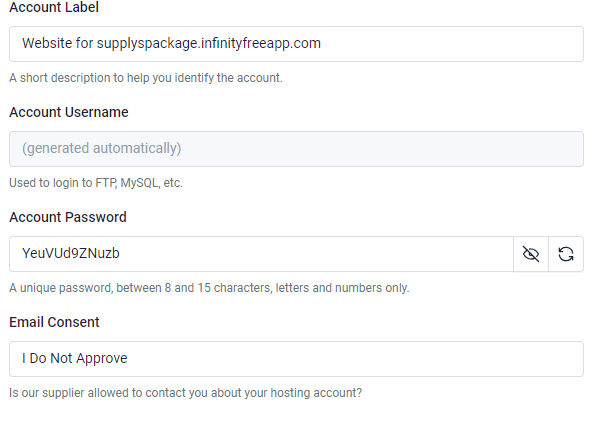 Account Label
Website for supplyspackage.infinityfreeapp.com
A short description to help you identify the account.
Account Username
(generated automatically)
Used to login to FTP, MySQL, etc.
Account Password
YeuVUd9ZNuzb
A unique password, between 8 and 15 characters, letters and numbers only.
Email Consent
I Do Not Approve
Is our supplier allowed to contact you about your hosting account?